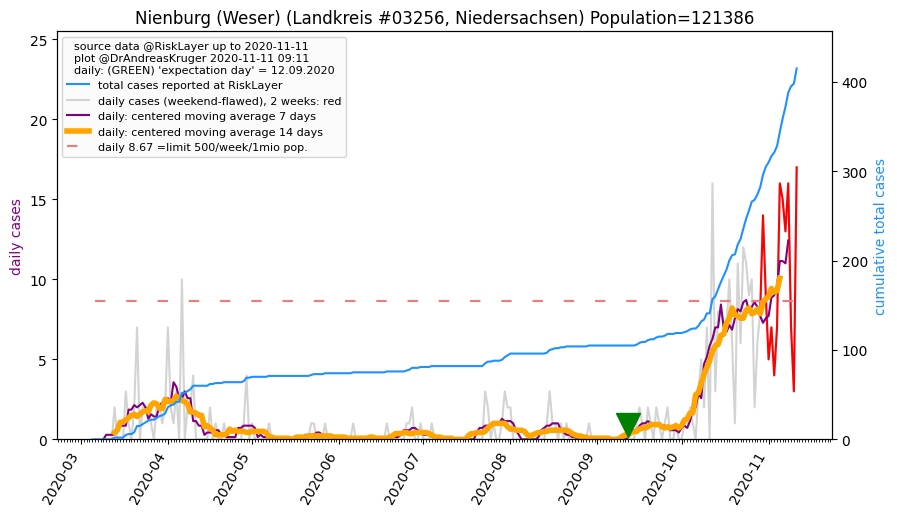 Nienburg (Weser) (Landkreis #03256, Niedersachsen) Population=121386
source data @RiskLayer up to 2020-11-11
plot @DrAndreasKruger 2020-11-11 09:11
daily: (GREEN) 'expectation day' = 12.09.2020
total cases reported at RiskLayer
daily cases (weekend-flawed), 2 weeks: red
daily: centered moving average 7 days
daily: centered moving average 14 days
daily 8.67 =limit 500/week/1mio pop.
daily cases
25
20
15
10
5
0
cumulative total cases
400
300
200
100
0
2020-03
2020-04
2020-05
2020-06
2020-07
2020-08
2020-09
2020-10
2020-11